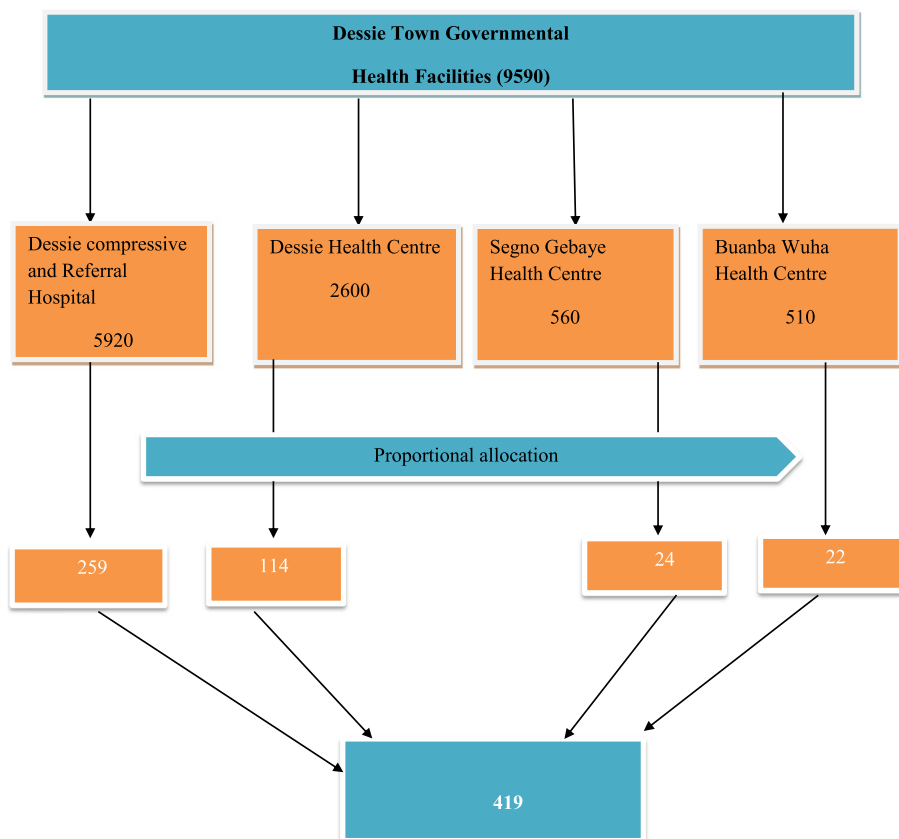 Dessie Town Governmental
Health Facilities (9590)
Dessie compressive
and Referral
Hospital
5920
Dessie Health Centre
2600
Segno Gebaye
Health Centre
560
Buanba Wuha
Health Centre
510
Proportional allocation
259
114
24
22
419